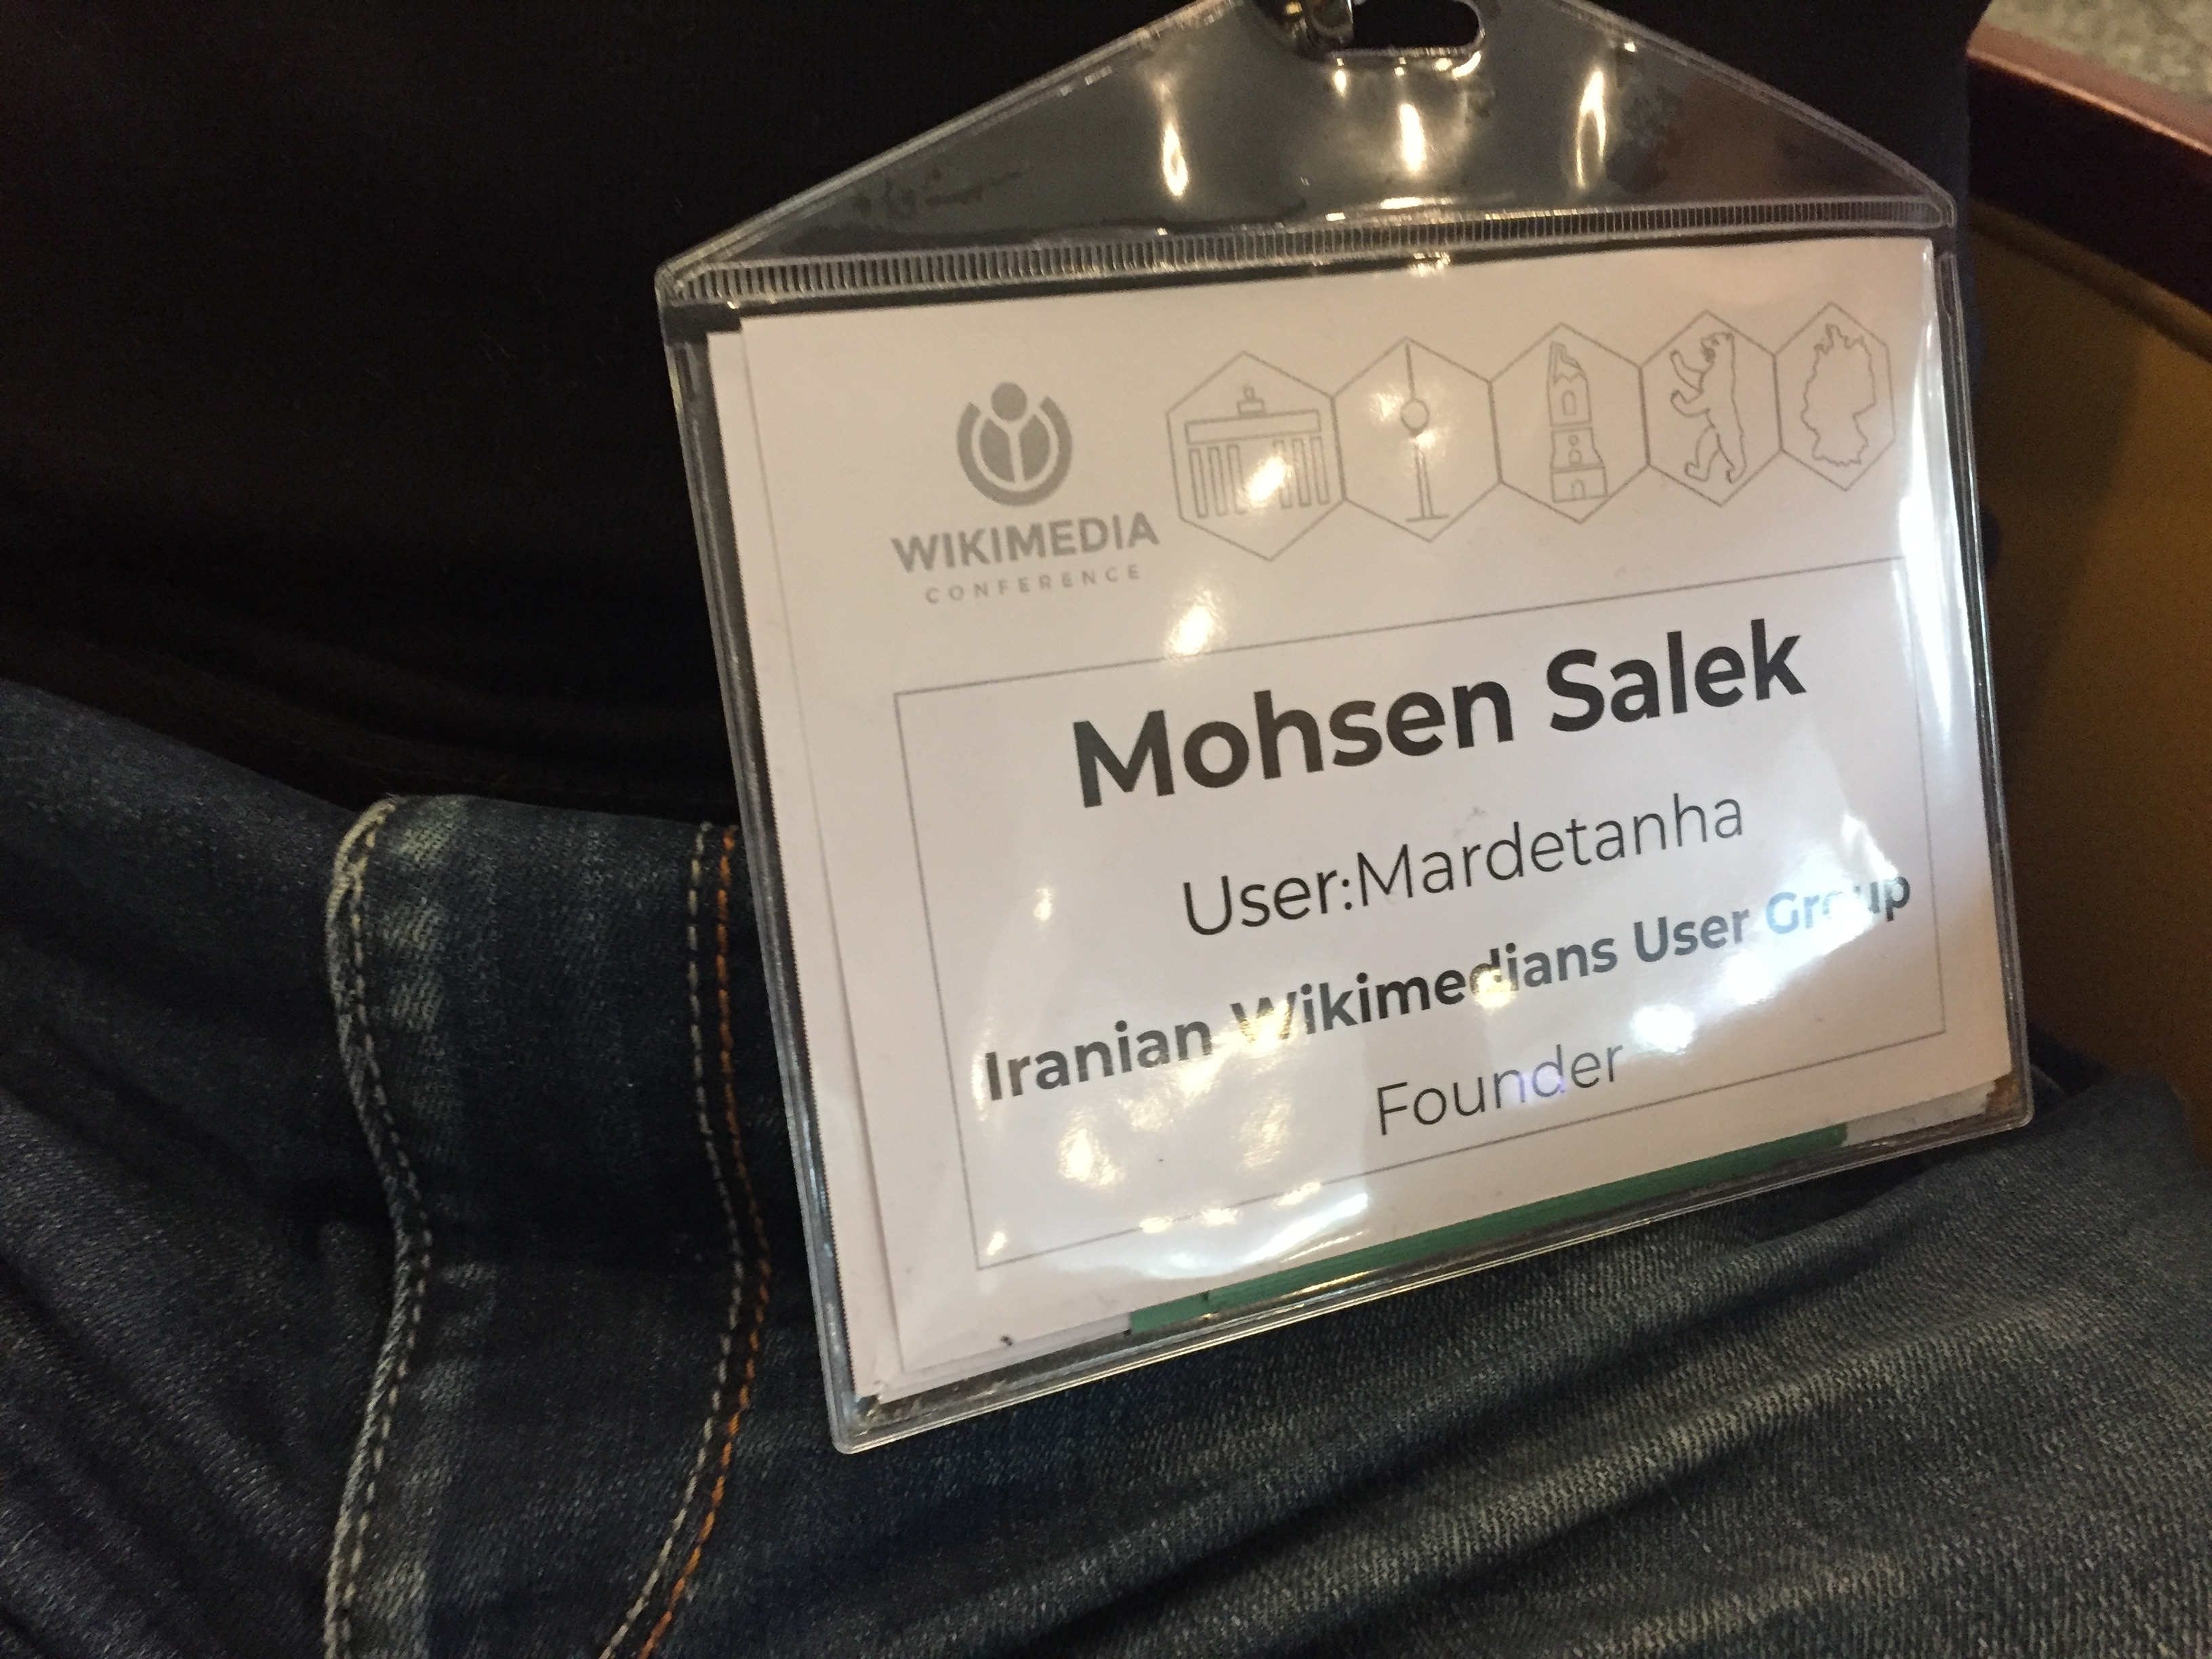 WIKIMEDIA
CONFERENCE
Mohsen Salek
User:Mardetanha
Iranian Wikimedians User Group
Founder